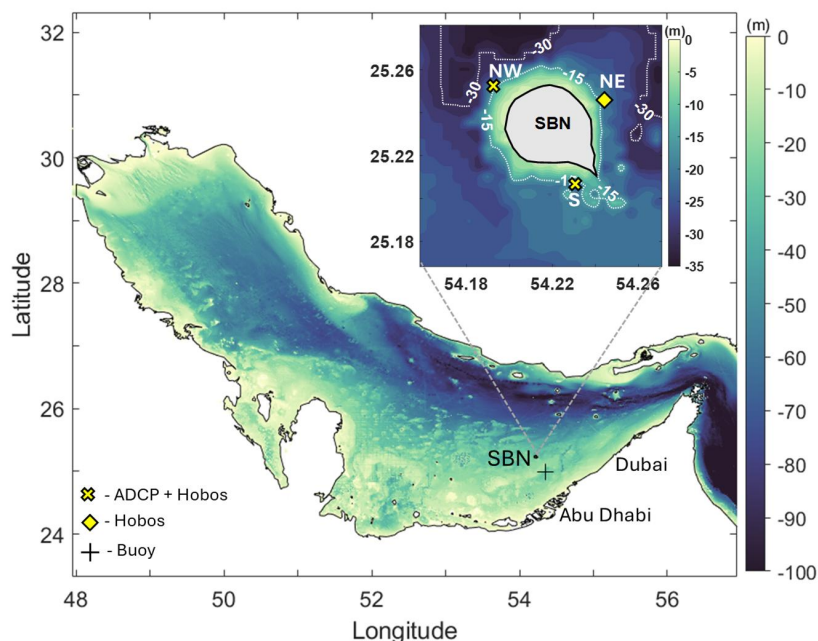 (m)
0
-10
-20
-30
-40
-50
-60
-70
-80
-90
-100
(m)
0
-5
-10
-15
-20
-25
-30
-35
25.26
25.22
25.18
54.18
54.22
54.26
-30
NW
-15
NE
-30
-30
-15
SBN
-15
S
32
30
28
26
24
Latitude
SBN
Dubai
Abu Dhabi
- ADCP + Hobos
- Hobos
- Buoy
48
50
52
54
56
Longitude